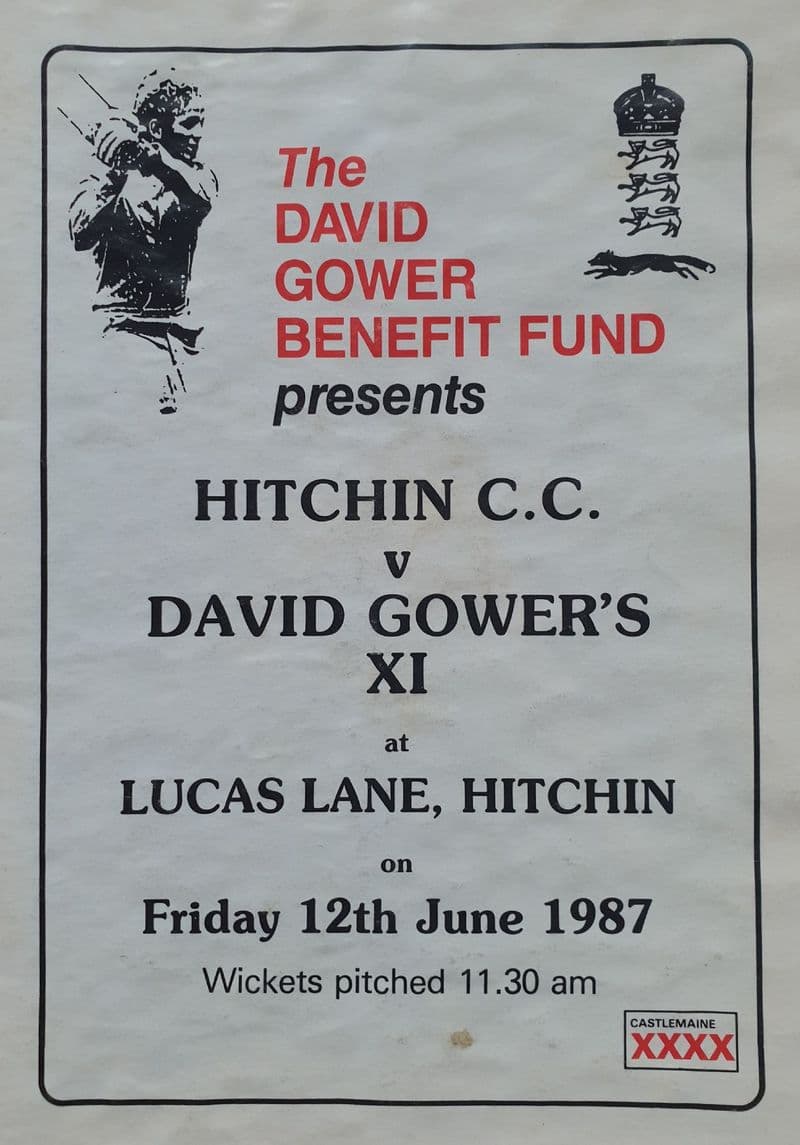 The
DAVID
GOWER
BENEFIT FUND
presents
HITCHIN C.C.
v
DAVID GOWER'S
XI
at
LUCAS LANE, HITCHIN
on
Friday 12th June 1987
Wickets pitched 11.30 am
CASTLEMAINE
XXXX